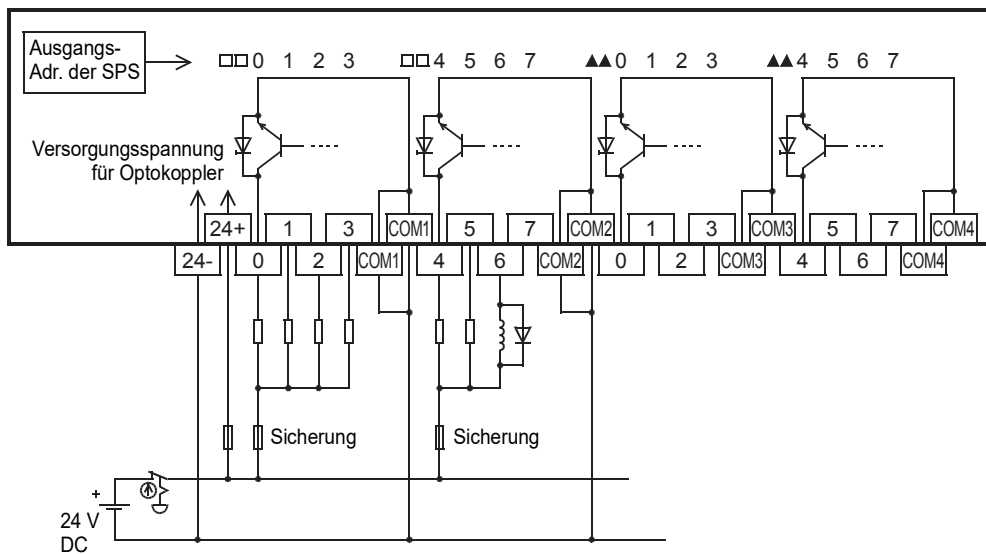 Ausgangs-
Adr. der SPS
□□ 0 1 2 3 □□ 4 5 6 7 ▲▲ 0 1 2 3 ▲▲ 4 5 6 7
Versorgungsspannung
für Optokoppler
24+ 1 3 COM1 5 7 COM2 1 3 COM3 5 7 COM4
24- 0 2 COM1 4 6 COM2 0 2 COM3 4 6 COM4
Sicherung Sicherung
+
24 V
DC